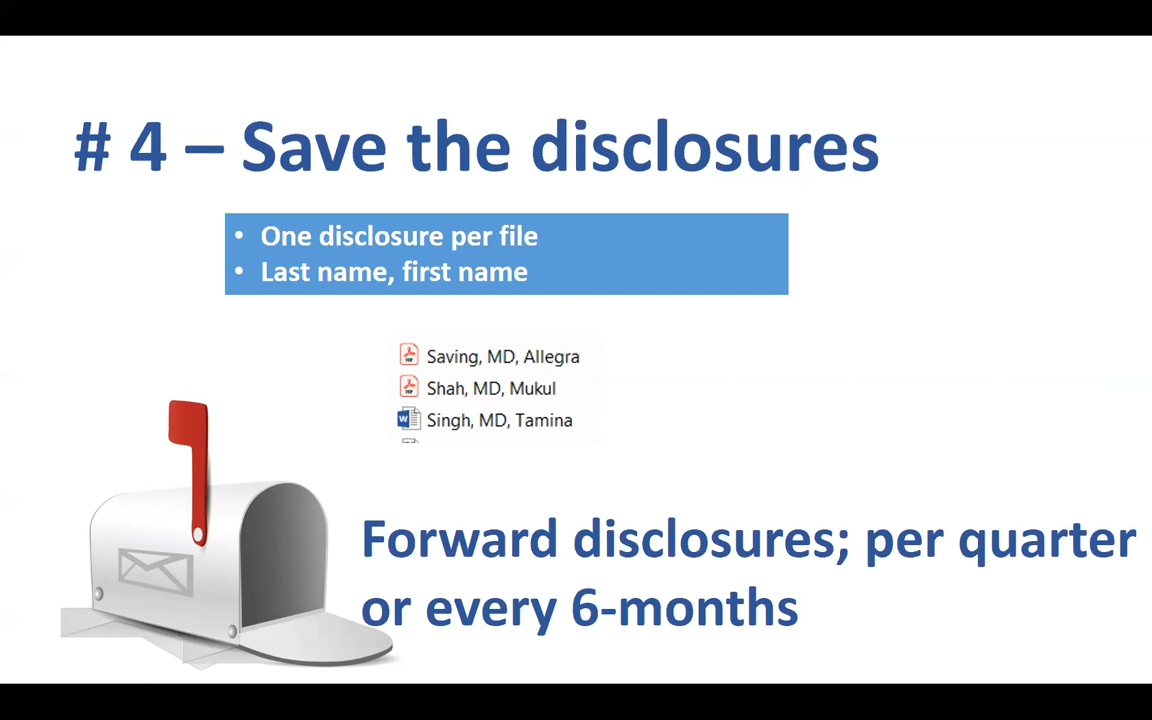 # 4 – Save the disclosures
• One disclosure per file
• Last name, first name
Saving, MD, Allegra
Shah, MD, Mukul
Singh, MD, Tamina
Forward disclosures; per quarter
or every 6-months